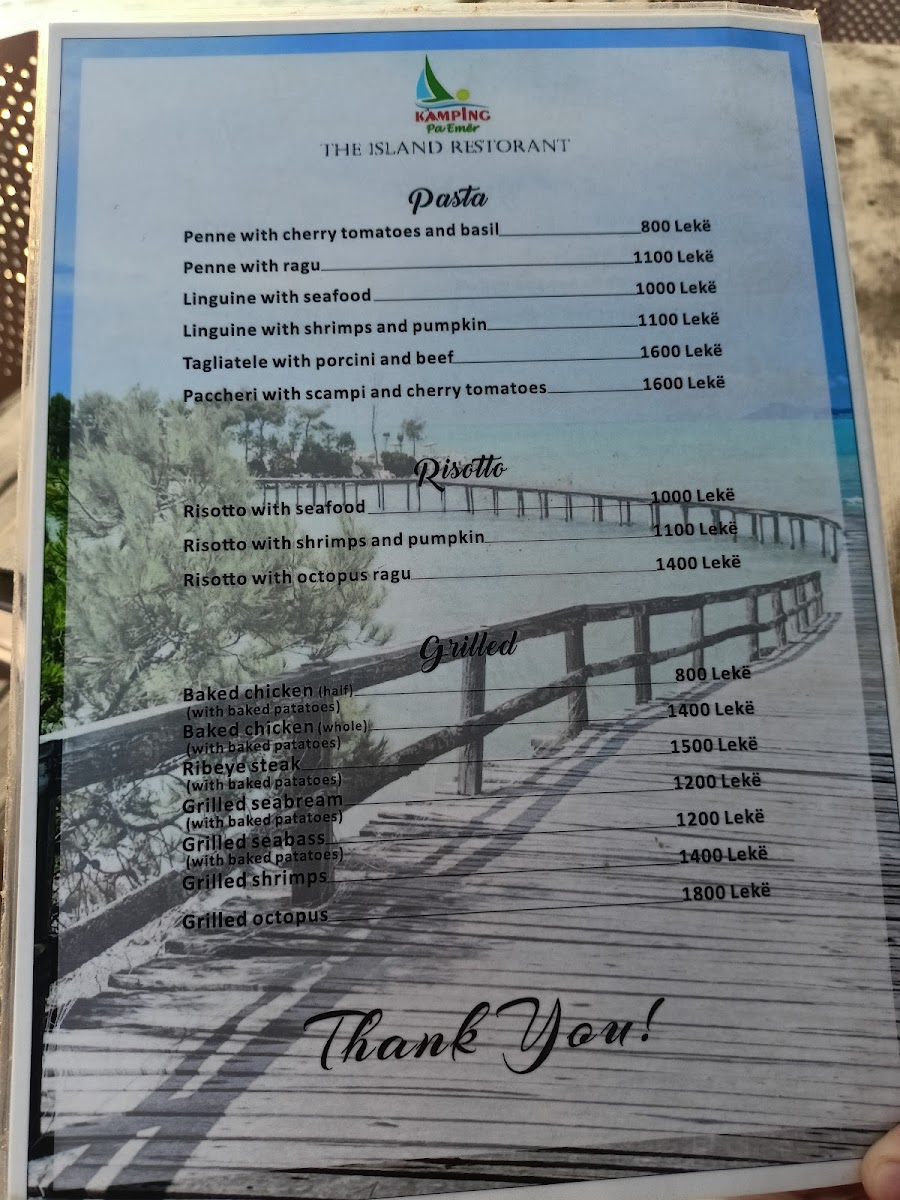 KAMPING
Pa Emër
THE ISLAND RESTORANT
Pasta
Penne with cherry tomatoes and basil 800 Lekë
Penne with ragu 1100 Lekë
Linguine with seafood 1000 Lekë
Linguine with shrimps and pumpkin 1100 Lekë
Tagliatele with porcini and beef 1600 Lekë
Paccheri with scampi and cherry tomatoes 1600 Lekë
Risotto
Risotto with seafood 1000 Lekë
Risotto with shrimps and pumpkin 1100 Lekë
Risotto with octopus ragu 1400 Lekë
Grilled
Baked chicken (half) 800 Lekë
(with baked patatoes)
Baked chicken (whole) 1400 Lekë
(with baked patatoes)
Ribeye steak 1500 Lekë
(with baked patatoes)
Grilled seabream 1200 Lekë
(with baked patatoes)
Grilled seabass 1200 Lekë
(with baked patatoes)
Grilled shrimps 1400 Lekë
Grilled octopus 1800 Lekë
Thank You!